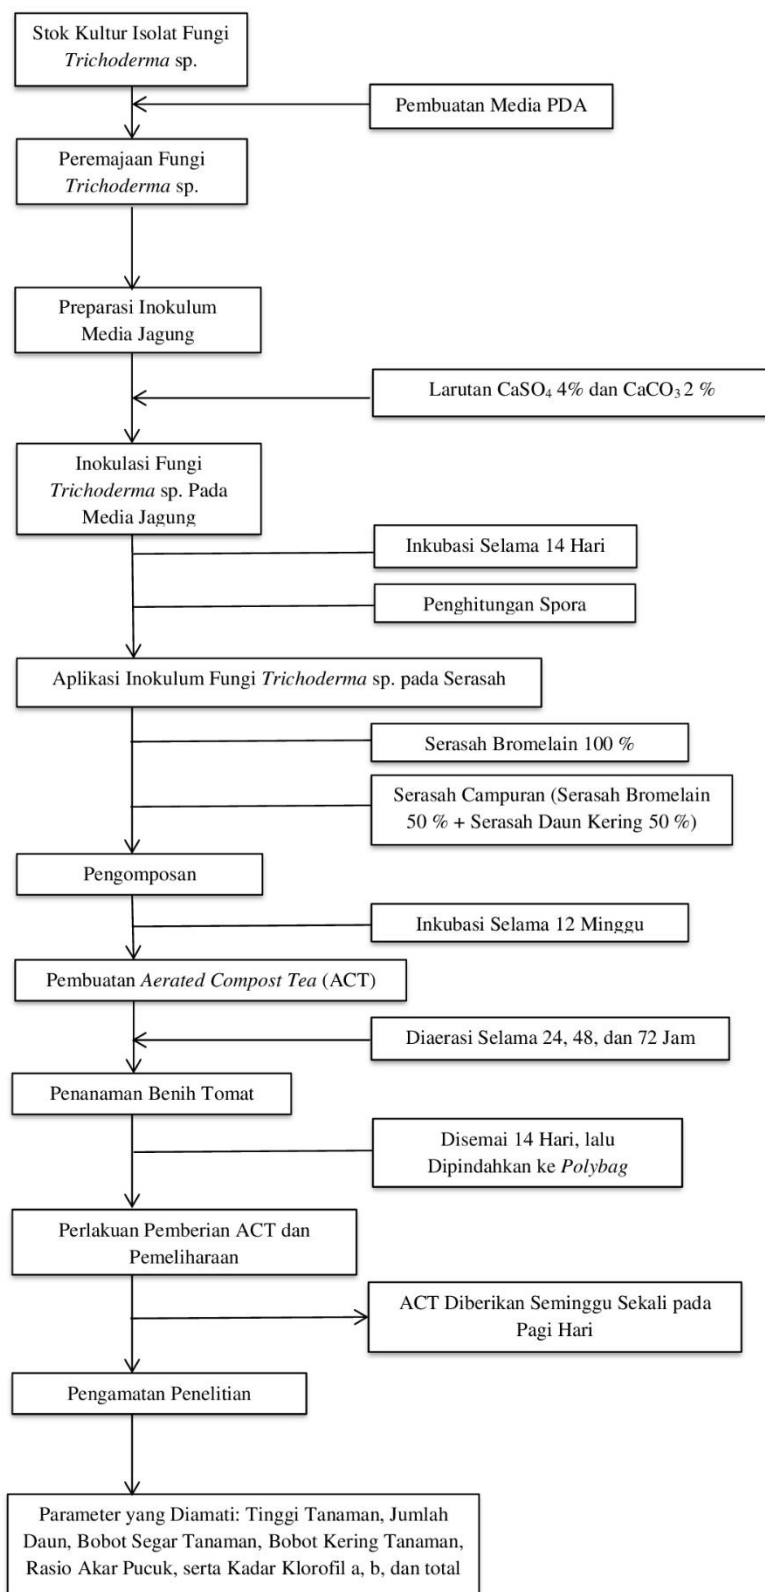 Stok Kultur Isolat Fungi
Trichoderma sp.
Pembuatan Media PDA
Peremajaan Fungi
Trichoderma sp.
Preparasi Inokulum
Media Jagung
Larutan CaSO₄ 4% dan CaCO₃ 2 %
Inokulasi Fungi
Trichoderma sp. Pada
Media Jagung
Inkubasi Selama 14 Hari
Penghitungan Spora
Aplikasi Inokulum Fungi Trichoderma sp. pada Serasah
Serasah Bromelain 100 %
Serasah Campuran (Serasah Bromelain
50 % + Serasah Daun Kering 50 %)
Pengomposan
Inkubasi Selama 12 Minggu
Pembuatan Aerated Compost Tea (ACT)
Diaerasi Selama 24, 48, dan 72 Jam
Penanaman Benih Tomat
Disemai 14 Hari, lalu
Dipindahkan ke Polybag
Perlakuan Pemberian ACT dan
Pemeliharaan
ACT Diberikan Seminggu Sekali pada
Pagi Hari
Pengamatan Penelitian
Parameter yang Diamati: Tinggi Tanaman, Jumlah
Daun, Bobot Segar Tanaman, Bobot Kering Tanaman,
Rasio Akar Pucuk, serta Kadar Klorofil a, b, dan total